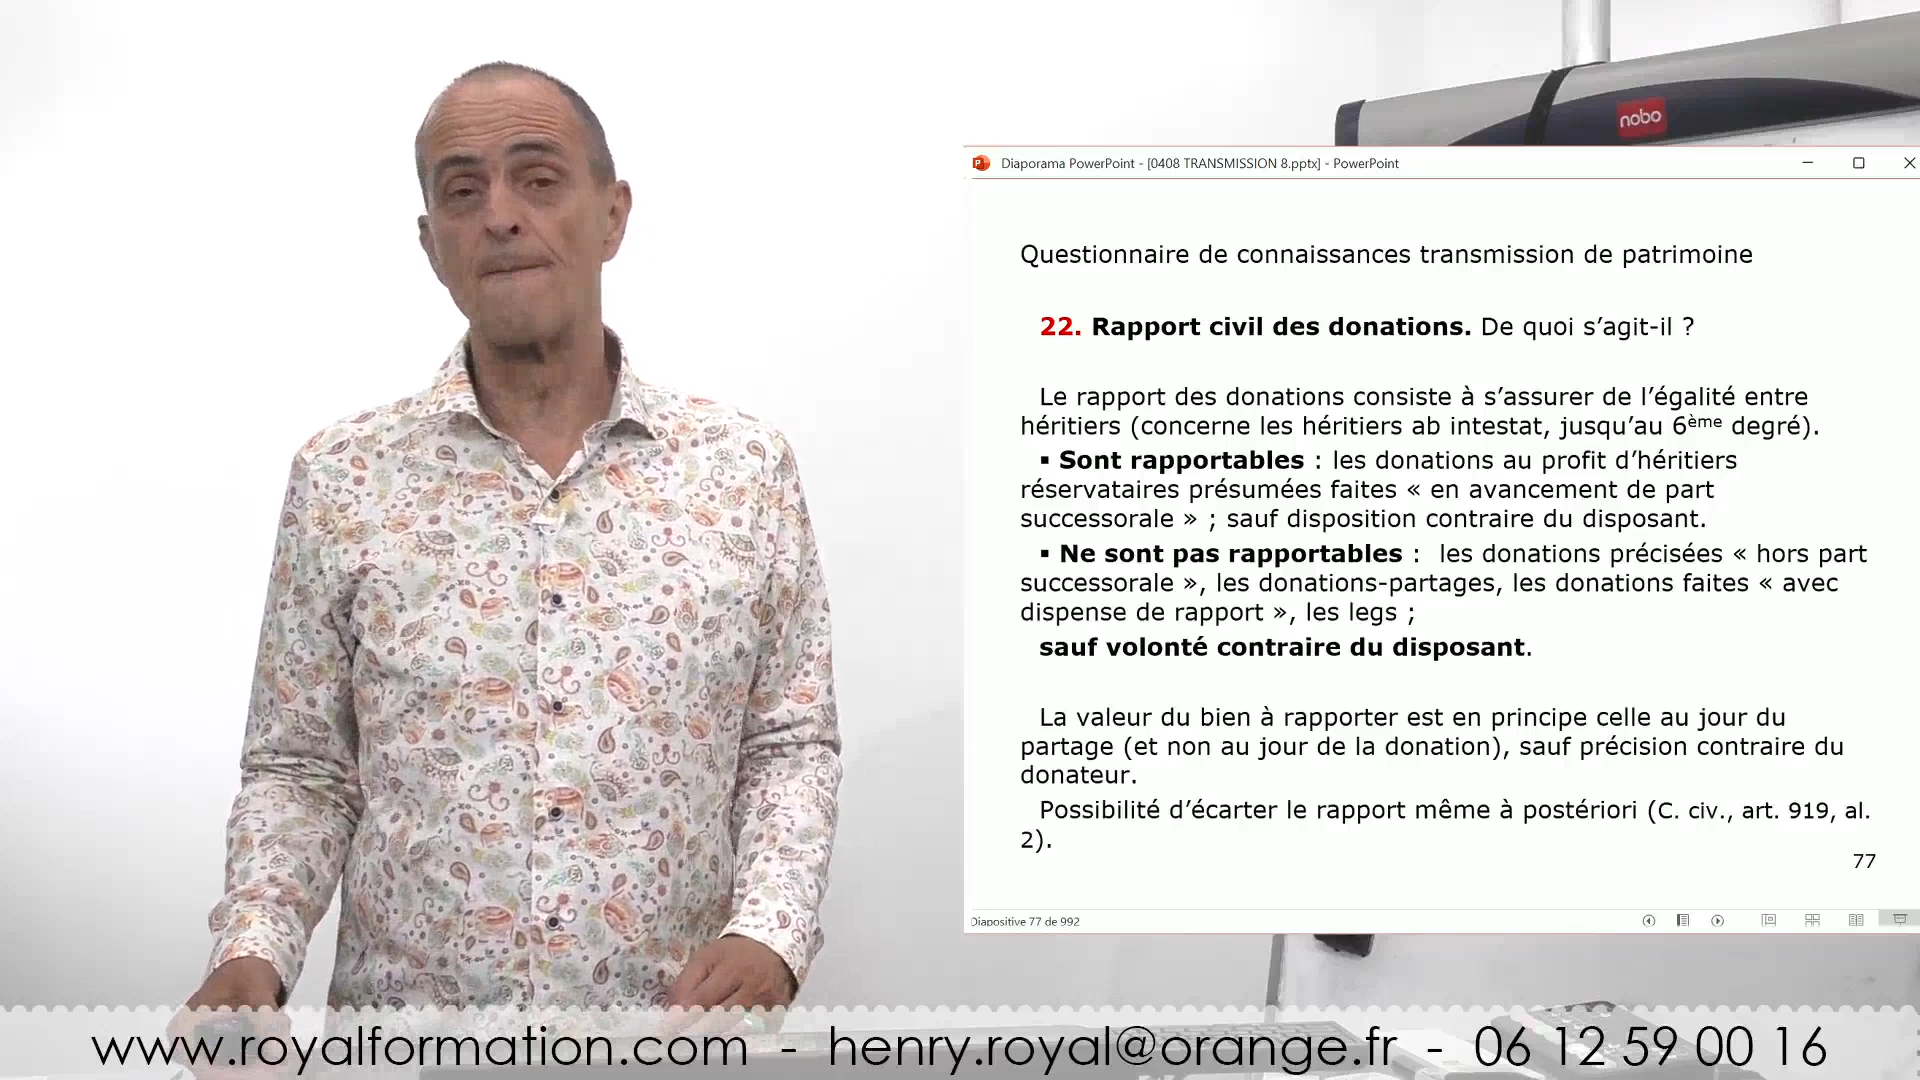 nobo
Diaporama PowerPoint - [0408 TRANSMISSION 8.pptx] - PowerPoint
Questionnaire de connaissances transmission de patrimoine
22. Rapport civil des donations. De quoi s’agit-il ?
Le rapport des donations consiste à s’assurer de l’égalité entre
héritiers (concerne les héritiers ab intestat, jusqu’au 6ème degré).
▪ Sont rapportables : les donations au profit d’héritiers
réservataires présumées faites « en avancement de part
successorale » ; sauf disposition contraire du disposant.
▪ Ne sont pas rapportables : les donations précisées « hors part
successorale », les donations-partages, les donations faites « avec
dispense de rapport », les legs ;
sauf volonté contraire du disposant.
La valeur du bien à rapporter est en principe celle au jour du
partage (et non au jour de la donation), sauf précision contraire du
donateur.
Possibilité d’écarter le rapport même à postériori (C. civ., art. 919, al.
2).
77
Diapositive 77 de 992
www.royalformation.com - henry.royal@orange.fr - 06 12 59 00 16